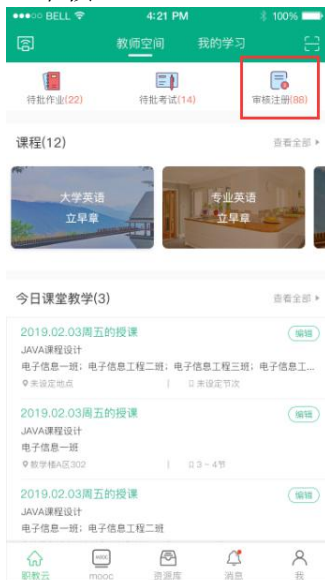 BELL 4:21 PM 100%
教师空间 我的学习
待批作业(22) 待批考试(14) 审核注册(88)
课程(12) 查看全部
大学英语 专业英语
立早章 立早章
今日课堂教学(3) 查看全部
2019.02.03周五的授课 编辑
JAVA课程设计
电子信息一班；电子信息工程二班；电子信息工程三班；电子信息工...
未设定地点 | 未设定节次
2019.02.03周五的授课 编辑
JAVA课程设计
电子信息一班
教学楼A区302 | 3 ~ 4节
2019.02.03周五的授课 编辑
JAVA课程设计
电子信息一班；电子信息工程二班
MOOC
职教云 mooc 资源库 消息 我